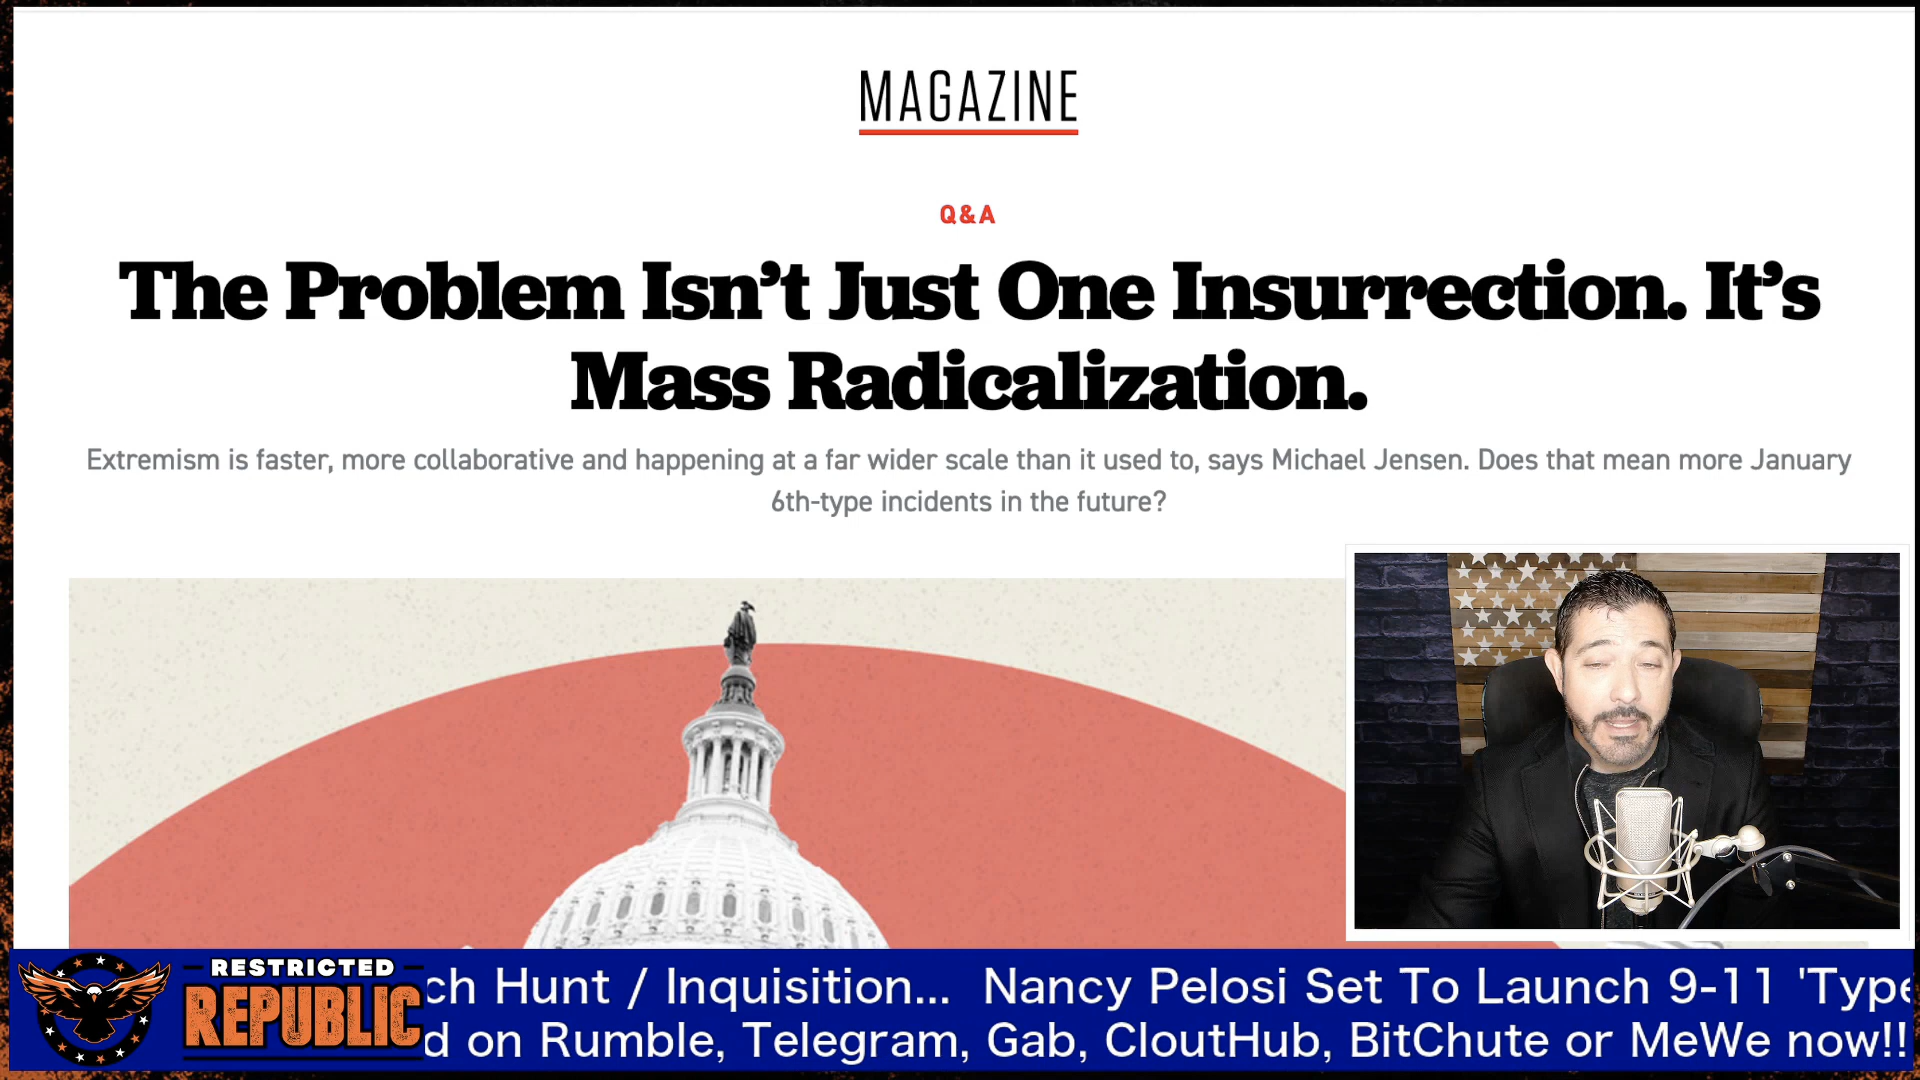 MAGAZINE
Q&A
The Problem Isn’t Just One Insurrection. It’s
Mass Radicalization.
Extremism is faster, more collaborative and happening at a far wider scale than it used to, says Michael Jensen. Does that mean more January
6th-type incidents in the future?
RESTRICTED
REPUBLIC
ch Hunt / Inquisition... Nancy Pelosi Set To Launch 9-11 'Type
d on Rumble, Telegram, Gab, CloutHub, BitChute or MeWe now!!